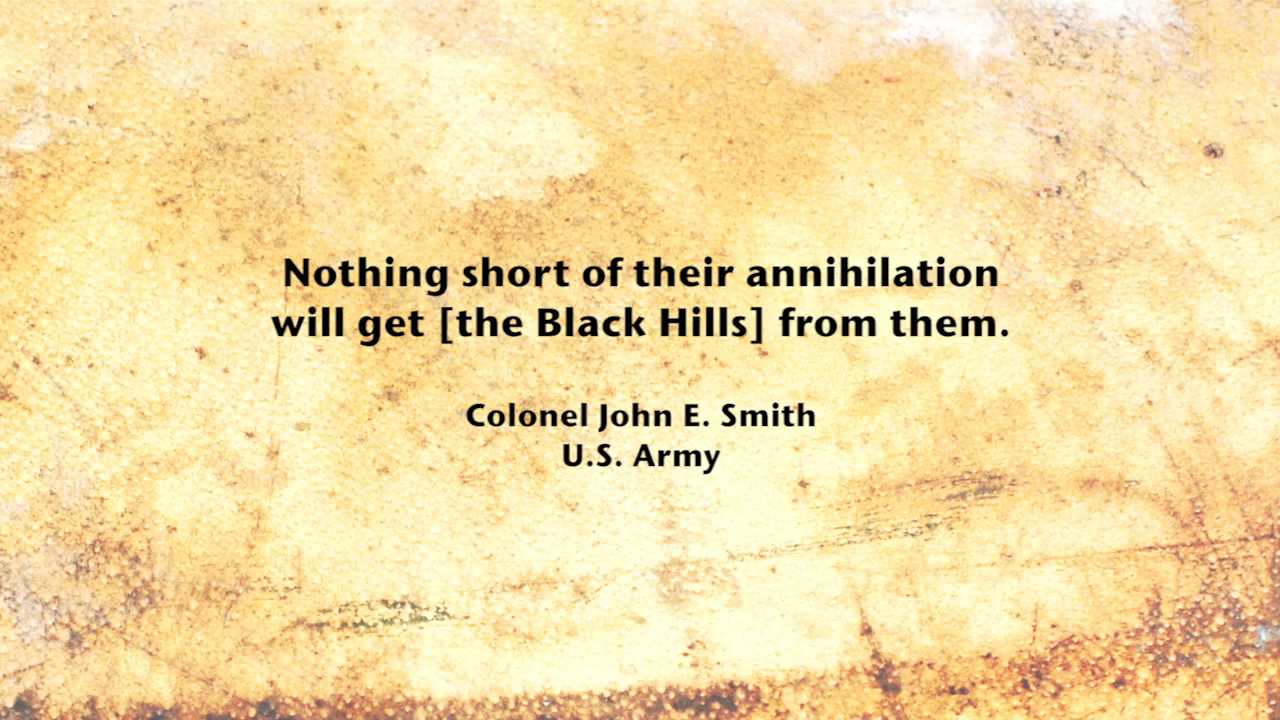 Nothing short of their annihilation
will get [the Black Hills] from them.
Colonel John E. Smith
U.S. Army